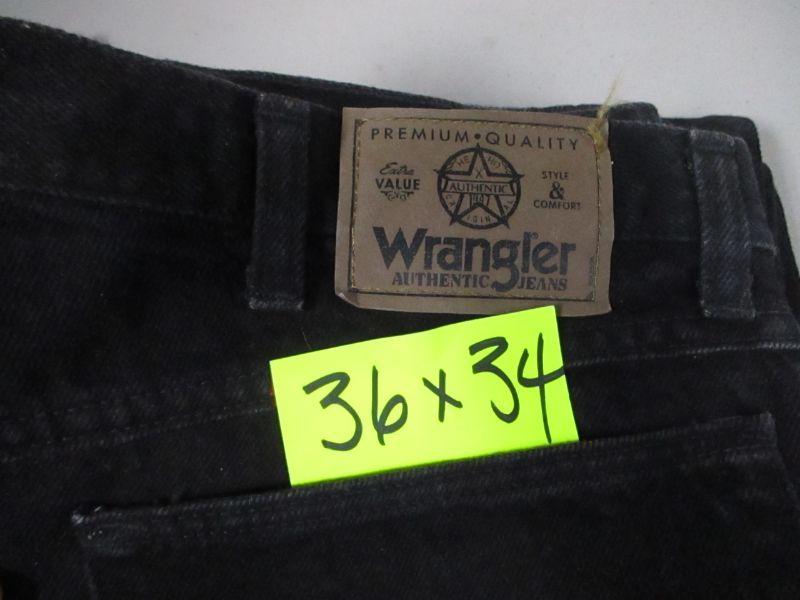 PREMIUM • QUALITY
Extra
VALUE
STYLE
&
COMFORT
AUTHENTIC
Wrangler
AUTHENTIC JEANS
36 x 34